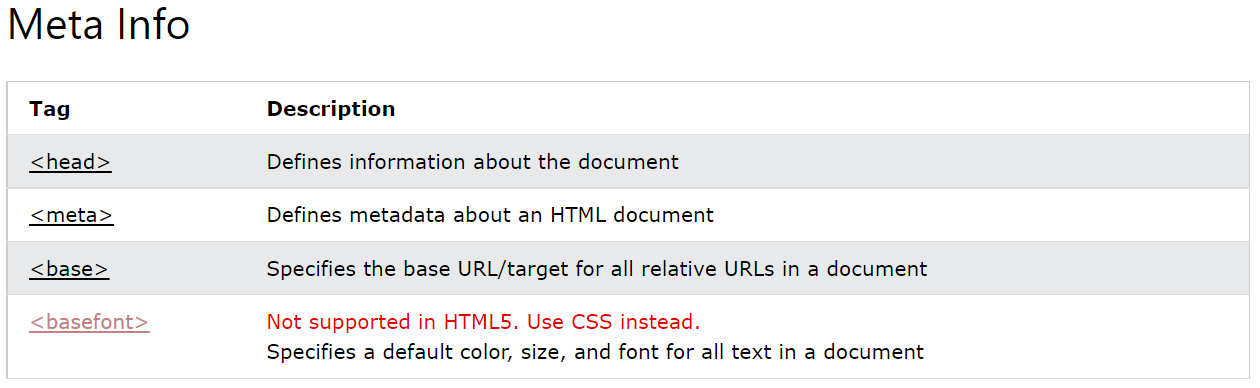 Meta Info
Tag Description
<head> Defines information about the document
<meta> Defines metadata about an HTML document
<base> Specifies the base URL/target for all relative URLs in a document
<basefont> Not supported in HTML5. Use CSS instead.
Specifies a default color, size, and font for all text in a document